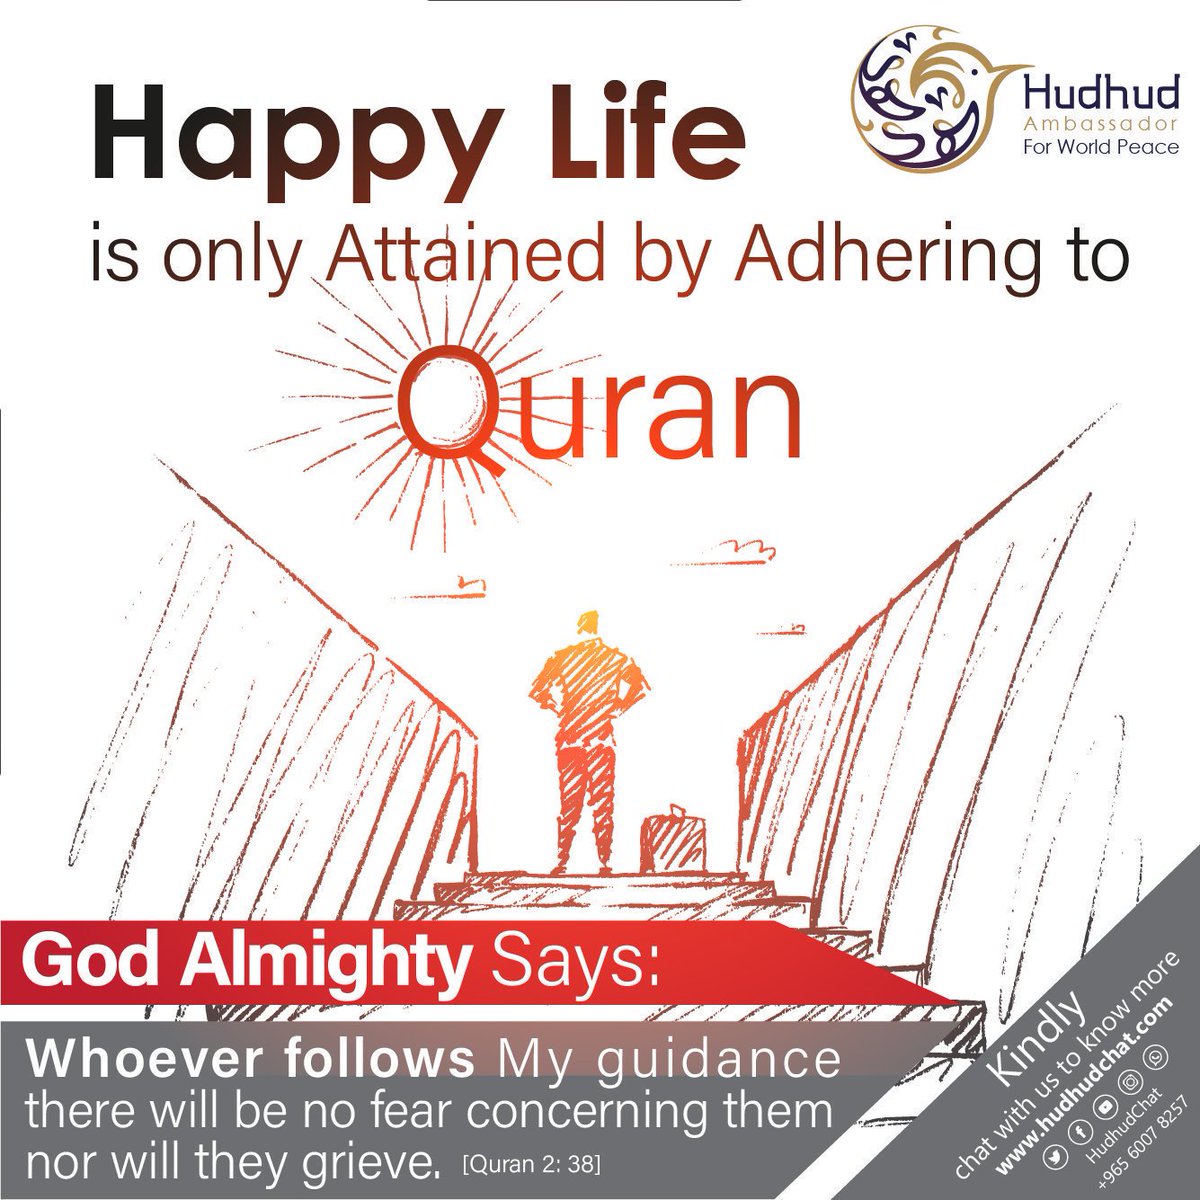 Happy Life
is only Attained by Adhering to
Quran
Hudhud
Ambassador
For World Peace
God Almighty Says:
Whoever follows My guidance
there will be no fear concerning them
nor will they grieve. [Quran 2: 38]
Kindly
chat with us to know more
www.hudhudchat.com
HudhudChat
+965 6007 8257